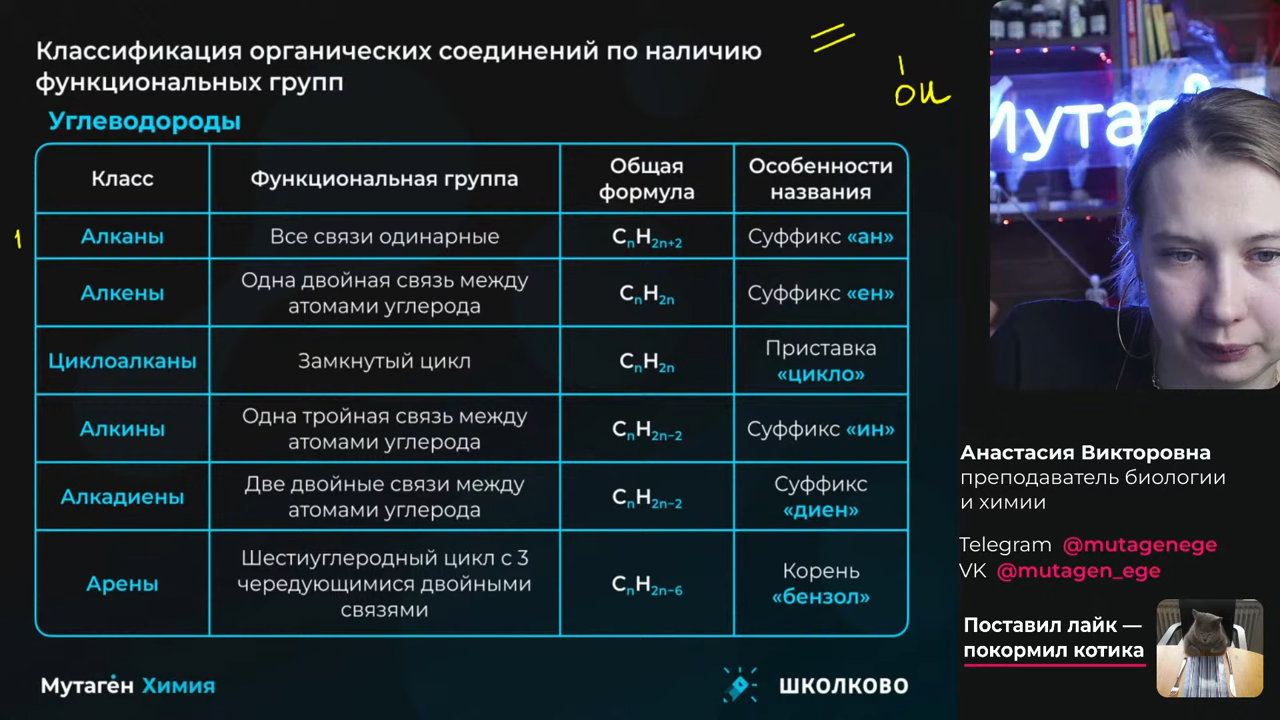 Классификация органических соединений по наличию
функциональных групп
Углеводороды
Класс
Функциональная группа
Общая
формула
Особенности
названия
1
Алканы
Все связи одинарные
CnH2n+2
Суффикс «ан»
Алкены
Одна двойная связь между
атомами углерода
CnH2n
Суффикс «ен»
Циклоалканы
Замкнутый цикл
CnH2n
Приставка
«цикло»
Алкины
Одна тройная связь между
атомами углерода
CnH2n−2
Суффикс «ин»
Алкадиены
Две двойные связи между
атомами углерода
CnH2n−2
Суффикс
«диен»
Арены
Шестиуглеродный цикл с 3
чередующимися двойными
связями
CnH2n−6
Корень
«бензол»
Мутаген Химия
ШКОЛКОВО
Мутаген
Анастасия Викторовна
преподаватель биологии
и химии
Telegram @mutagenege
VK @mutagen_ege
Поставил лайк —
покормил котика